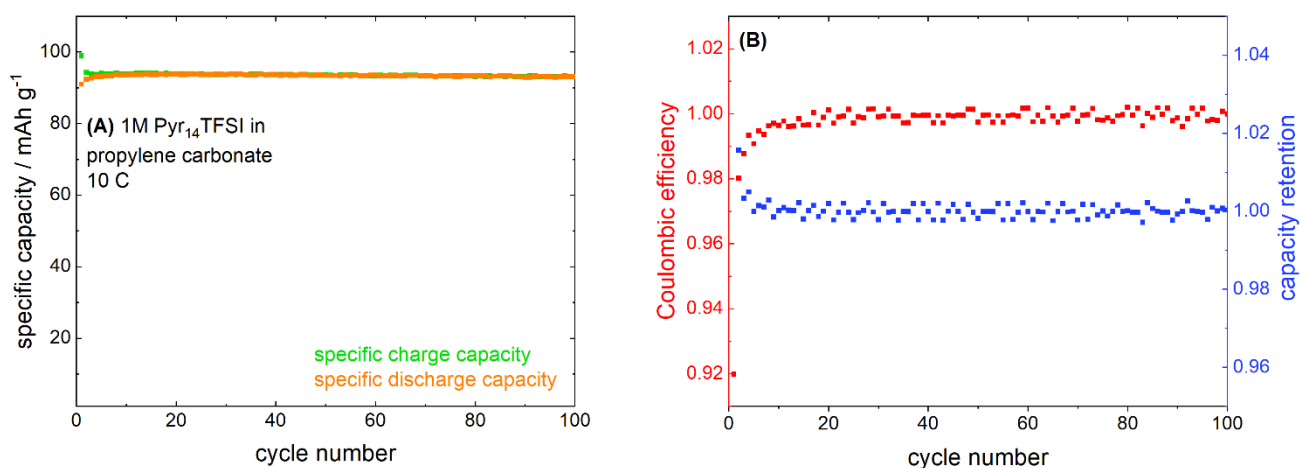 100
80
60
40
20
specific capacity / mAh g⁻¹
(A) 1M Pyr₁₄TFSI in
propylene carbonate
10 C
specific charge capacity
specific discharge capacity
0 20 40 60 80 100
cycle number
(B)
1.02
1.00
0.98
0.96
0.94
0.92
Coulombic efficiency
1.04
1.02
1.00
0.98
0.96
capacity retention
0 20 40 60 80 100
cycle number